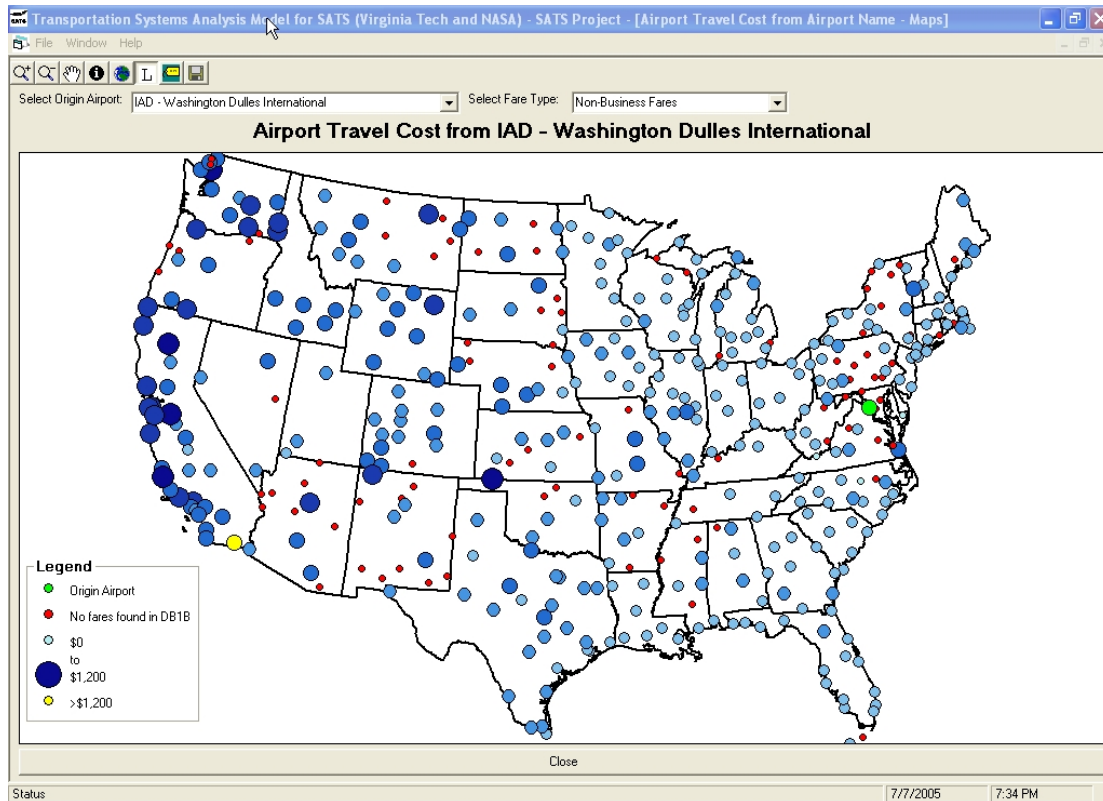 Transportation Systems Analysis Model for SATS (Virginia Tech and NASA) - SATS Project - [Airport Travel Cost from Airport Name - Maps]
File Window Help
L
Select Origin Airport: IAD - Washington Dulles International Select Fare Type: Non-Business Fares
Airport Travel Cost from IAD - Washington Dulles International
Legend
Origin Airport
No fares found in DB1B
$0
to
$1,200
>$1,200
Close
Status 7/7/2005 7:34 PM